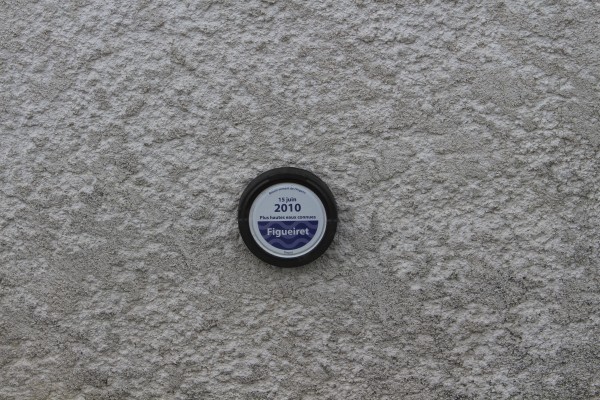 15 juin
2010
Plus hautes eaux connues
Figueiret